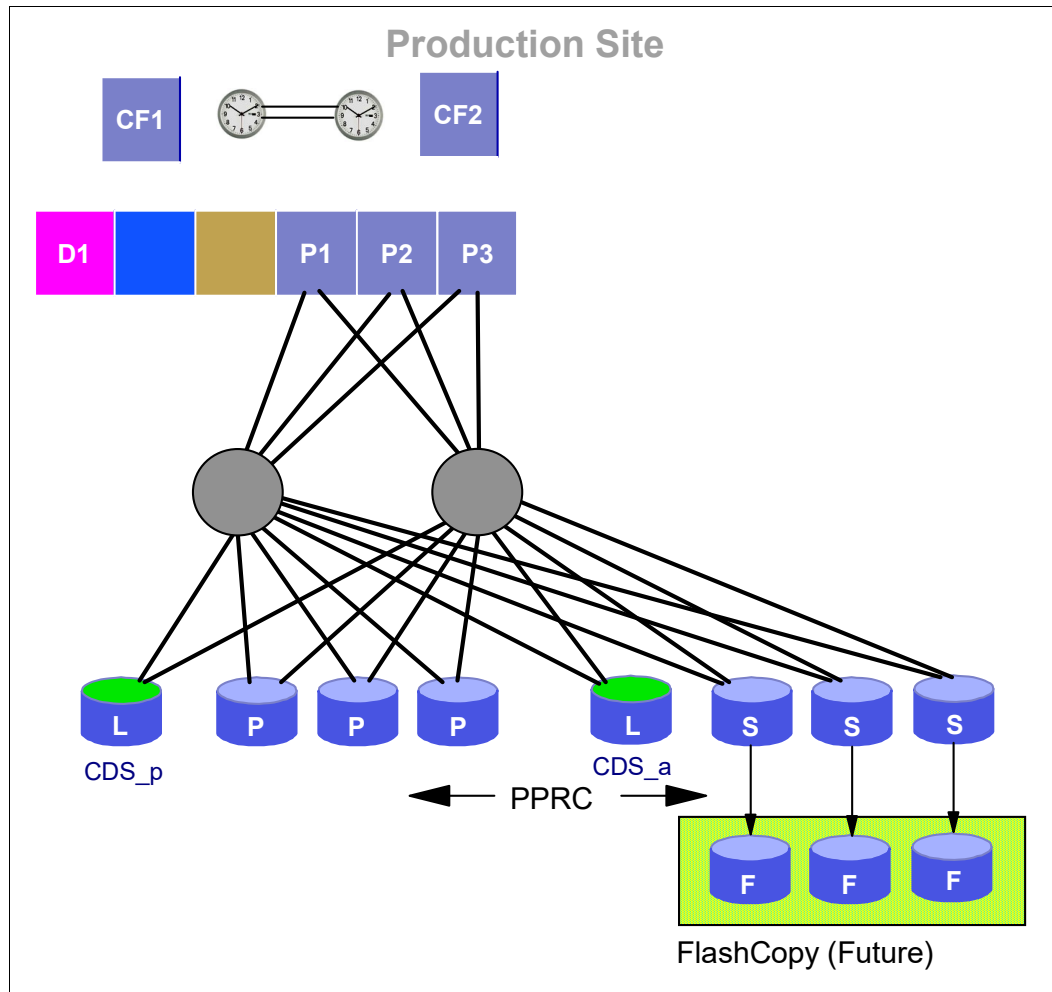 Production Site
CF1
CF2
D1
P1
P2
P3
L
P
P
P
L
S
S
S
CDS_p
CDS_a
PPRC
F
F
F
FlashCopy (Future)